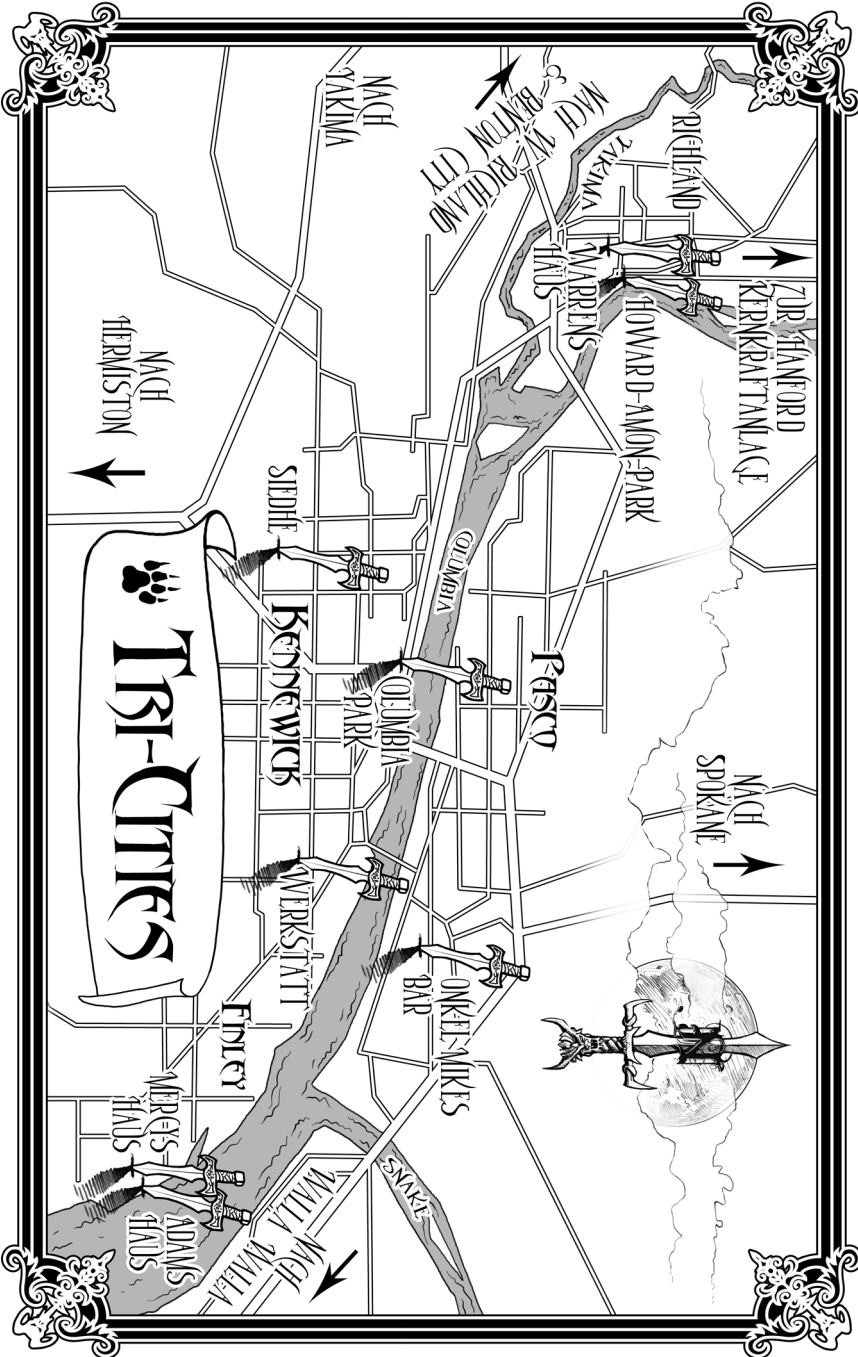 ZUR HANFORD
KERNKRAFTANLAGE
NACH
SPOKANE
N
RICHLAND
HOWARD-AMON-PARK
YAKIMA
WARRENS
HAUS
NACH W. RICHLAND
& BENTON CITY
PASCO
COLUMBIA
ONKEL-MIKES
BAR
NACH
YAKIMA
COLUMBIA
PARK
SNAKE
SIEDHE
KENNEWICK
WERKSTATT
NACH
WALLA WALLA
FINLEY
NACH
HERMISTON
MERCYS
HAUS
ADAMS
HAUS
TRI-CITIES